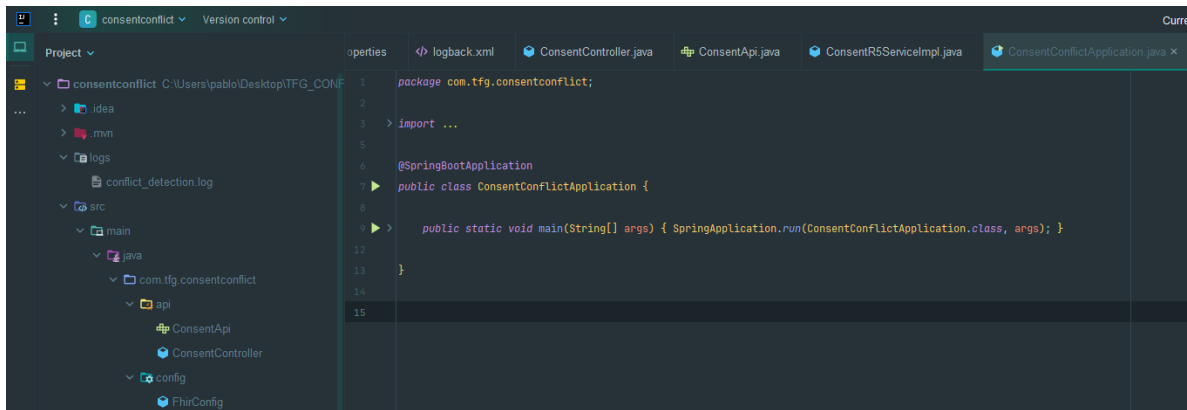 C consentconflict Version control Curre
Project operties logback.xml ConsentController.java ConsentApi.java ConsentR5ServiceImpl.java ConsentConflictApplication.java
consentconflict C:\Users\pablo\Desktop\TFG_CONF
.idea
.mvn
logs
conflict_detection.log
src
main
java
com.tfg.consentconflict
api
ConsentApi
ConsentController
config
FhirConfig
1 package com.tfg.consentconflict;
2
3 import ...
5
6 @SpringBootApplication
7 public class ConsentConflictApplication {
8
9 public static void main(String[] args) { SpringApplication.run(ConsentConflictApplication.class, args); }
12
13 }
14
15